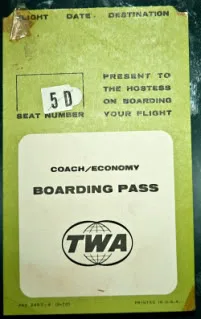 FLIGHT DATE DESTINATION
5D
SEAT NUMBER
PRESENT TO
THE HOSTESS
ON BOARDING
YOUR FLIGHT
COACH/ECONOMY
BOARDING PASS
TWA
PRINTED IN U.S.A.